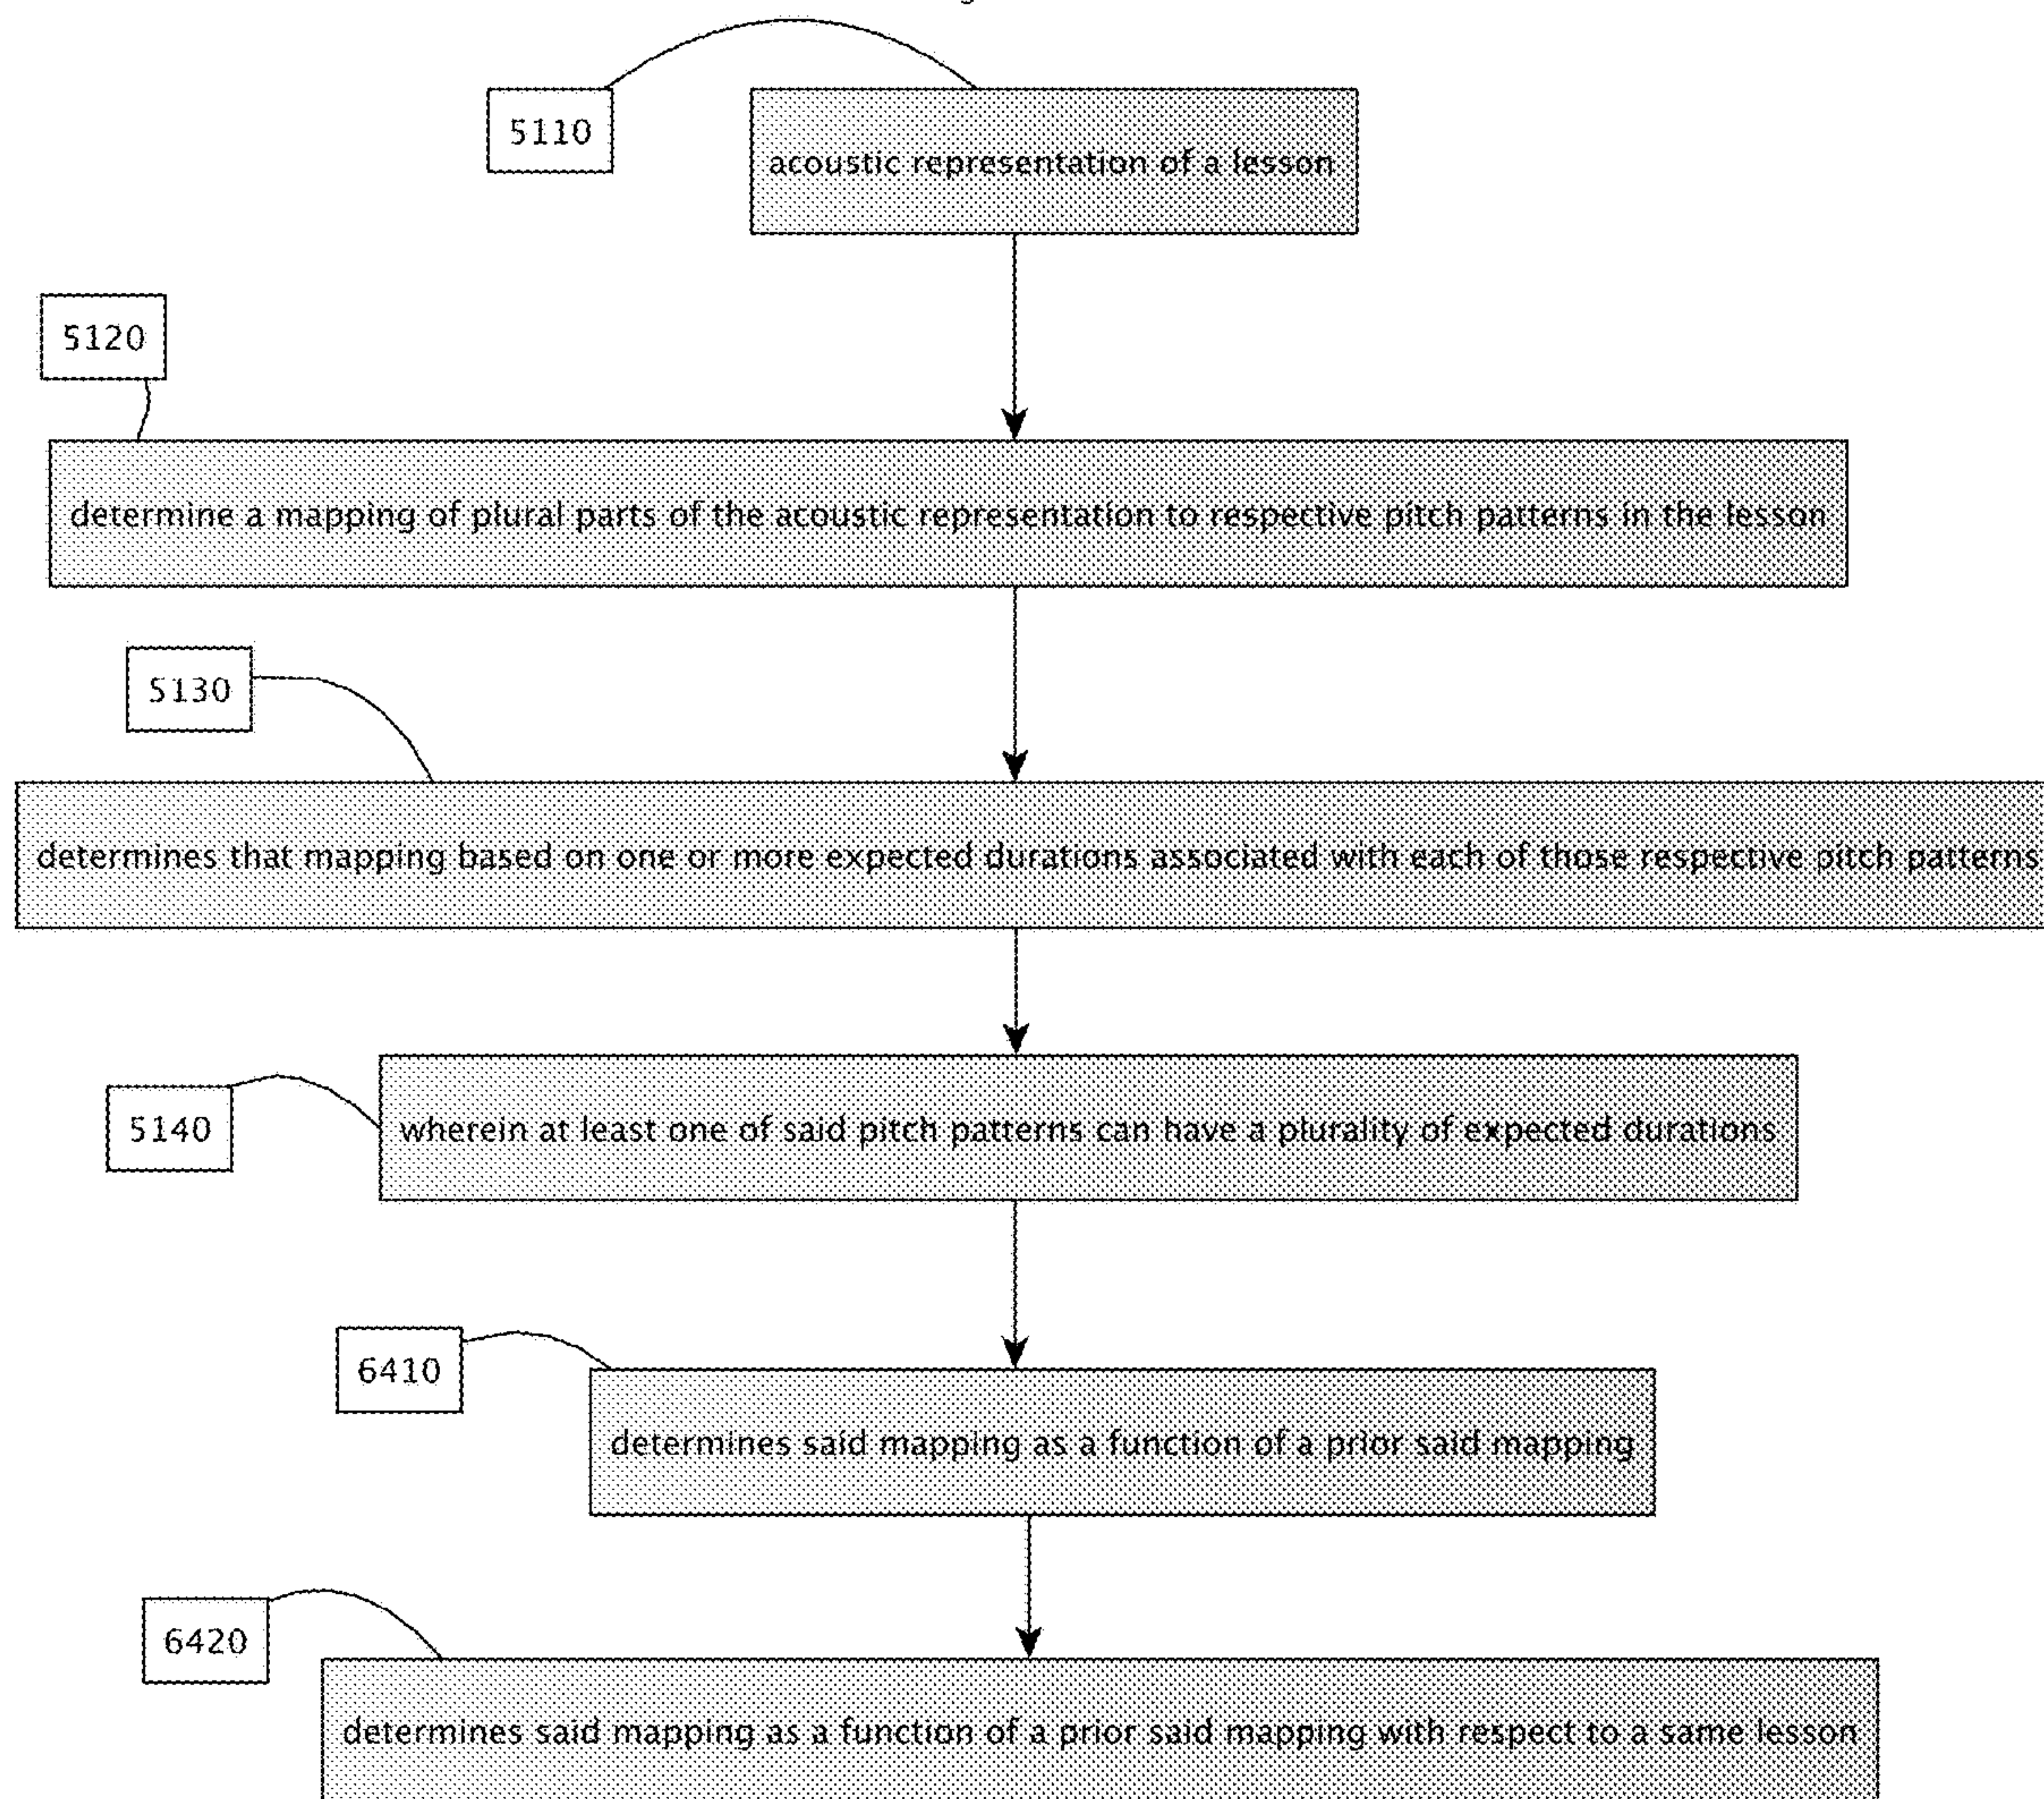 5110
acoustic representation of a lesson
5120
determine a mapping of plural parts of the acoustic representation to respective pitch patterns in the lesson
5130
determines that mapping based on one or more expected durations associated with each of those respective pitch patterns
5140
wherein at least one of said pitch patterns can have a plurality of expected durations
6410
determines said mapping as a function of a prior said mapping
6420
determines said mapping as a function of a prior said mapping with respect to a same lesson